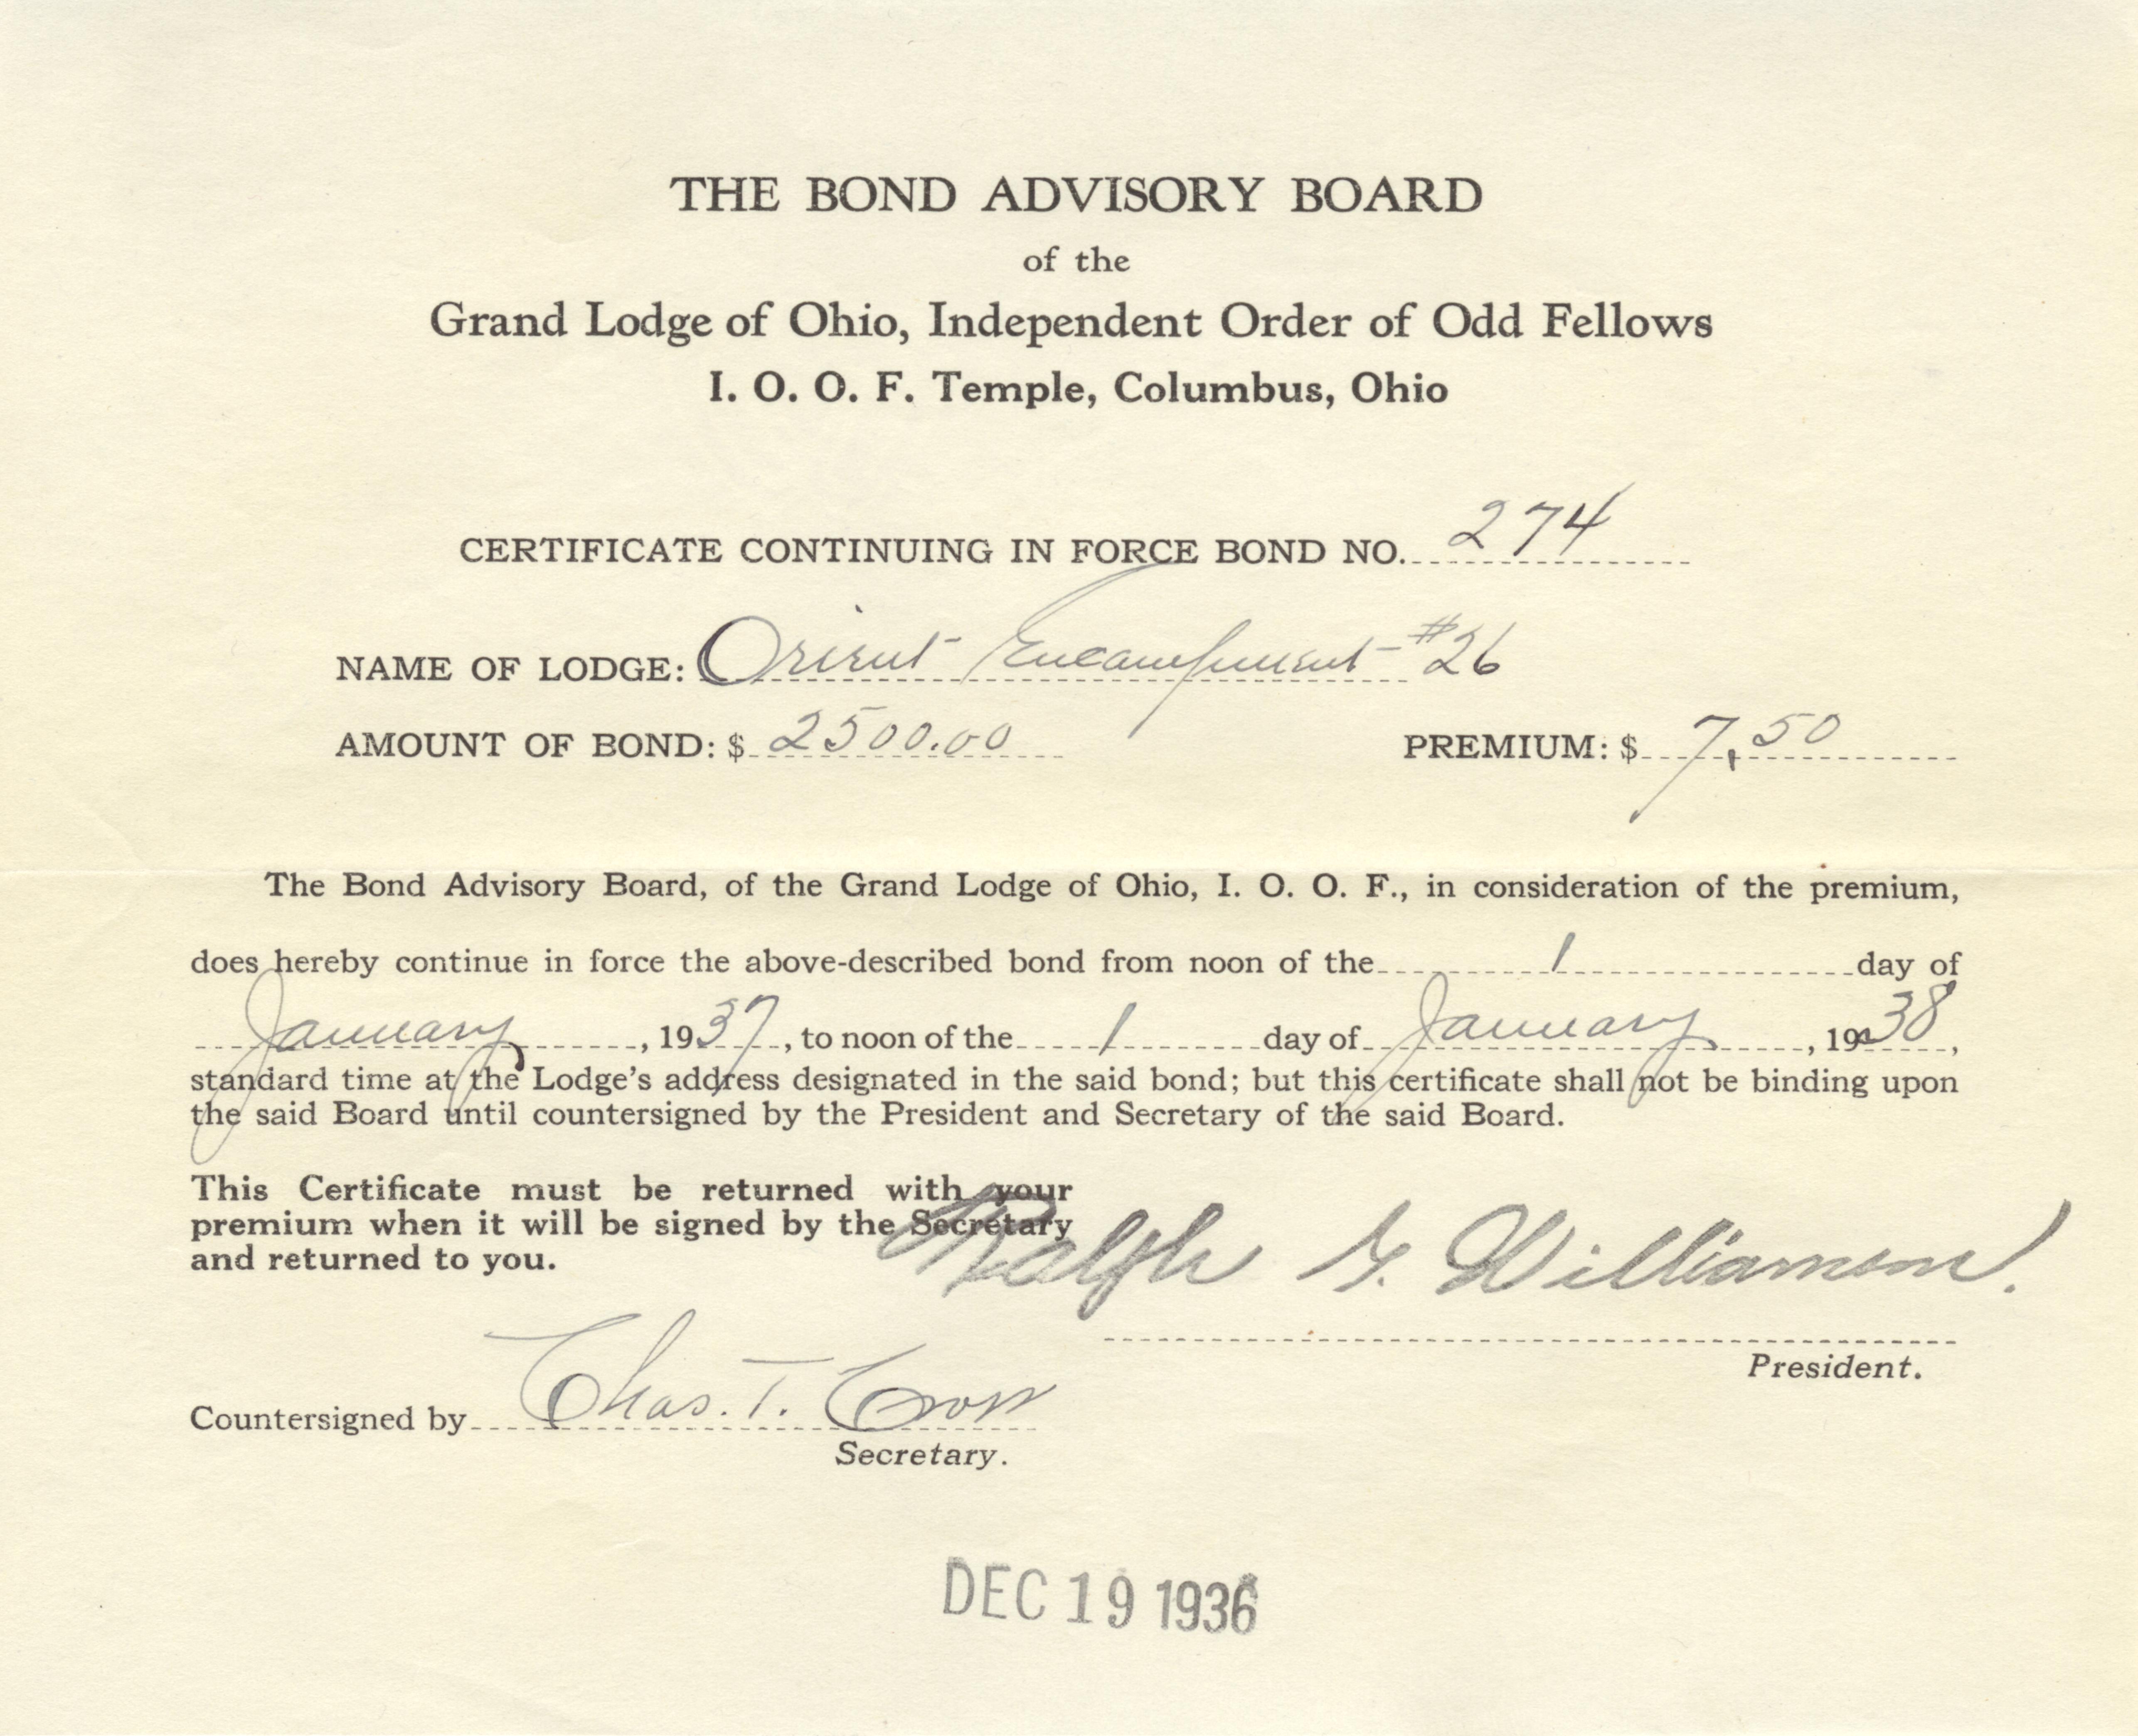 THE BOND ADVISORY BOARD
of the
Grand Lodge of Ohio, Independent Order of Odd Fellows
I. O. O. F. Temple, Columbus, Ohio
CERTIFICATE CONTINUING IN FORCE BOND NO. 274
NAME OF LODGE: Orient Encampment #26
AMOUNT OF BOND: $ 2500.00 PREMIUM: $ 7.50
The Bond Advisory Board, of the Grand Lodge of Ohio, I. O. O. F., in consideration of the premium,
does hereby continue in force the above-described bond from noon of the 1 day of
January, 1937, to noon of the 1 day of January, 1938,
standard time at the Lodge's address designated in the said bond; but this certificate shall not be binding upon
the said Board until countersigned by the President and Secretary of the said Board.
This Certificate must be returned with your
premium when it will be signed by the Secretary
and returned to you.
Ralph G. Williamson.
President.
Countersigned by Chas. T. Cross
Secretary.
DEC 19 1936